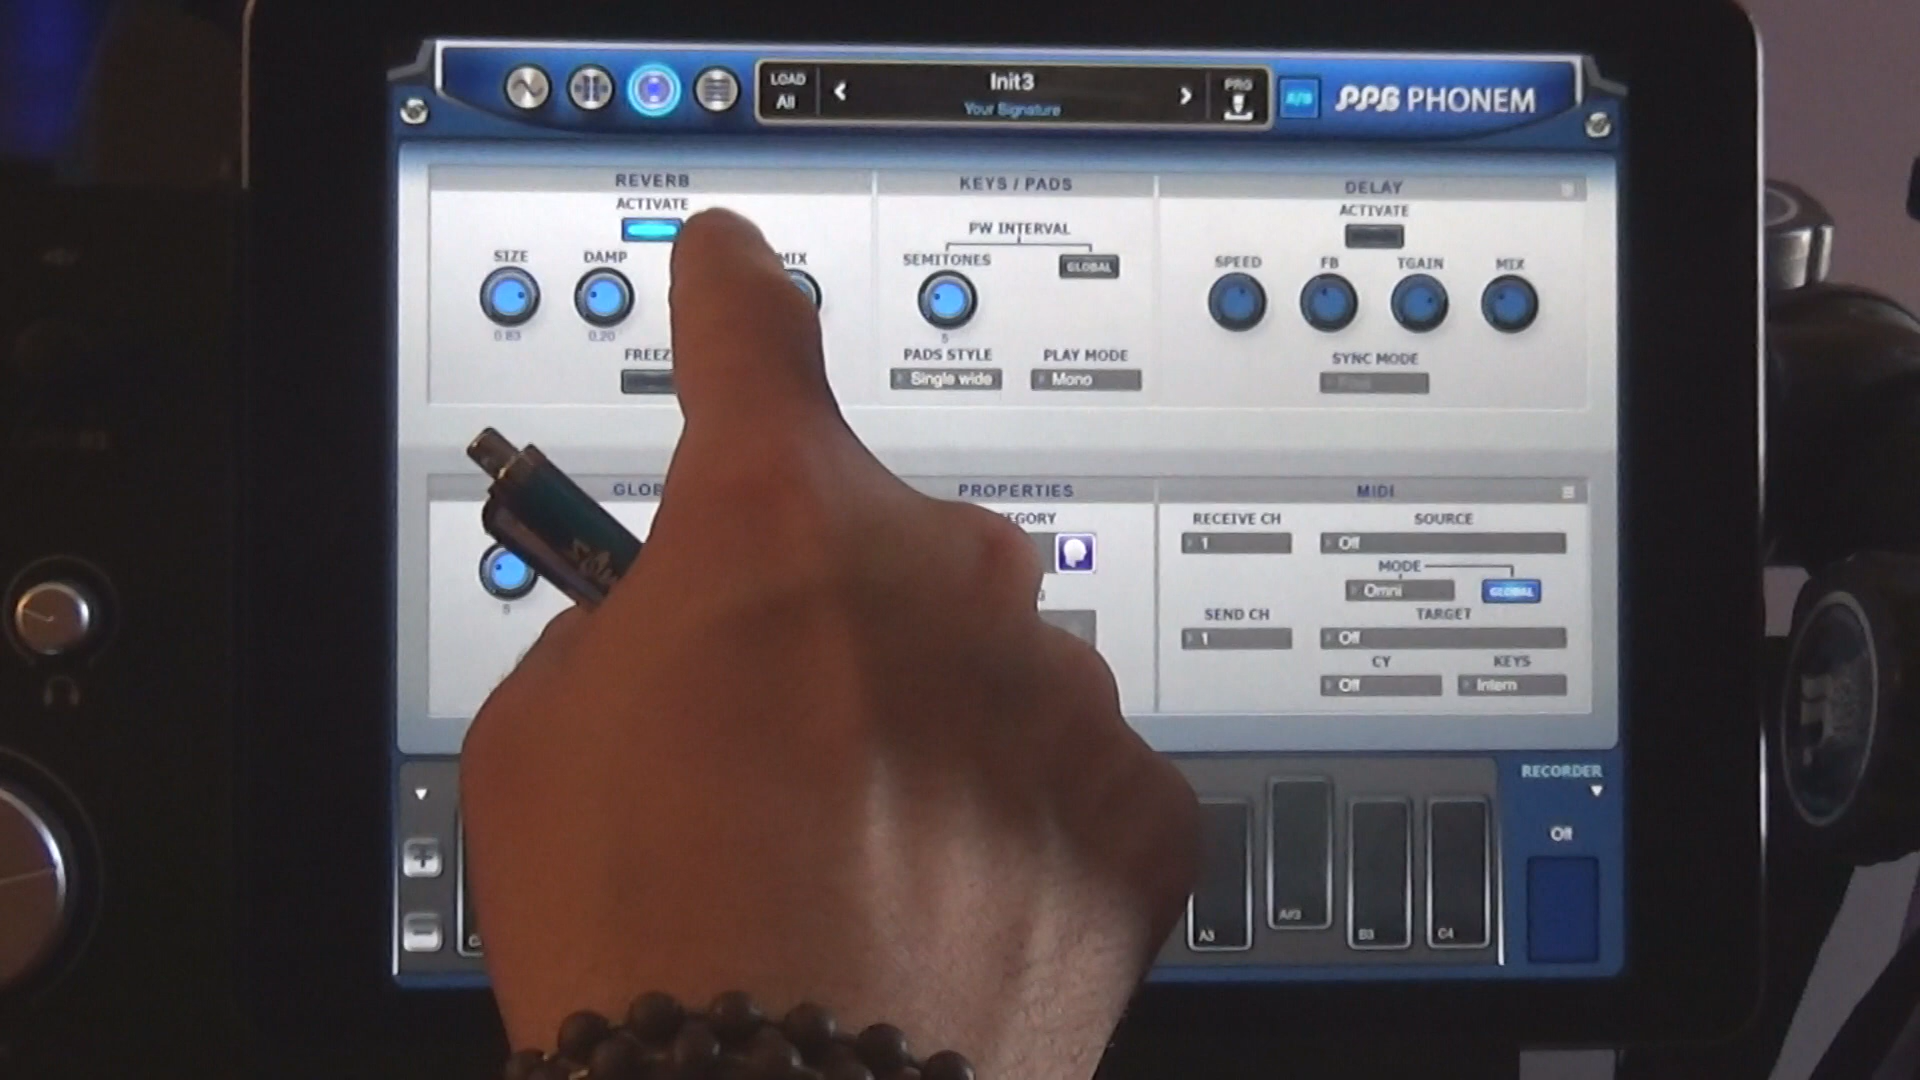 LOAD
All
Init3
Your Signature
PRG
A/B
PPG PHONEM
REVERB
KEYS / PADS
DELAY
ACTIVATE
ACTIVATE
PW INTERVAL
SIZE
DAMP
MIX
SEMITONES
GLOBAL
SPEED
FB
TGAIN
MIX
0.83
0.20
5
FREEZ
PADS STYLE
PLAY MODE
SYNC MODE
Single wide
Mono
GLOB
PROPERTIES
MIDI
EGORY
RECEIVE CH
SOURCE
1
Off
MODE
Omni
GLOBAL
SEND CH
TARGET
1
Off
CY
KEYS
Off
Intern
RECORDER
Off
A3
A#3
B3
C4